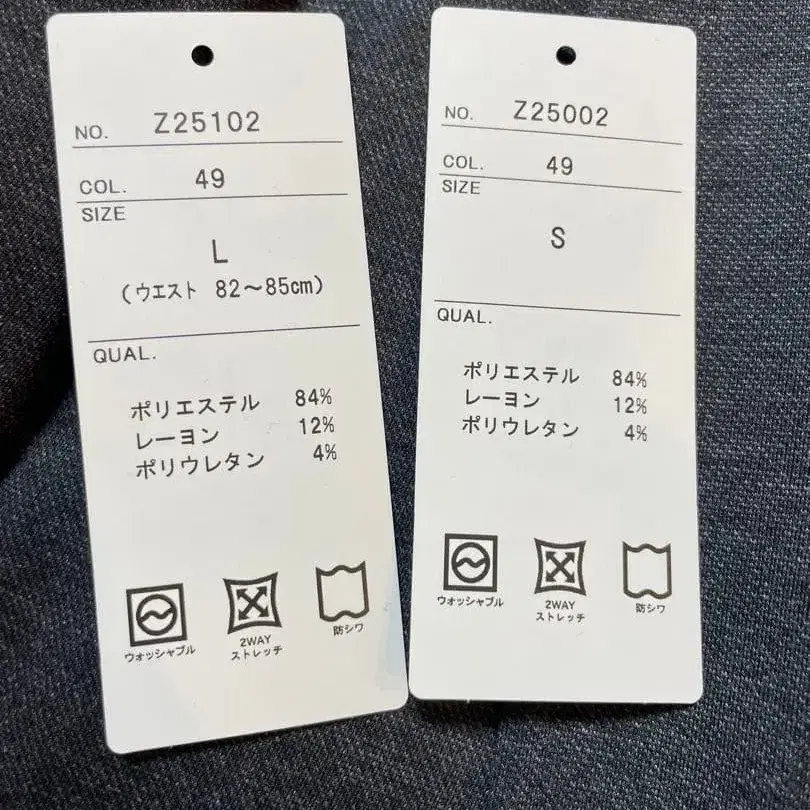 NO. Z25102
COL. 49
SIZE
L
(ウエスト 82～85cm)
QUAL.
ポリエステル 84%
レーヨン 12%
ポリウレタン 4%
ウォッシャブル
2WAY
ストレッチ
防シワ
NO. Z25002
COL. 49
SIZE
S
QUAL.
ポリエステル 84%
レーヨン 12%
ポリウレタン 4%
ウォッシャブル
2WAY
ストレッチ
防シワ